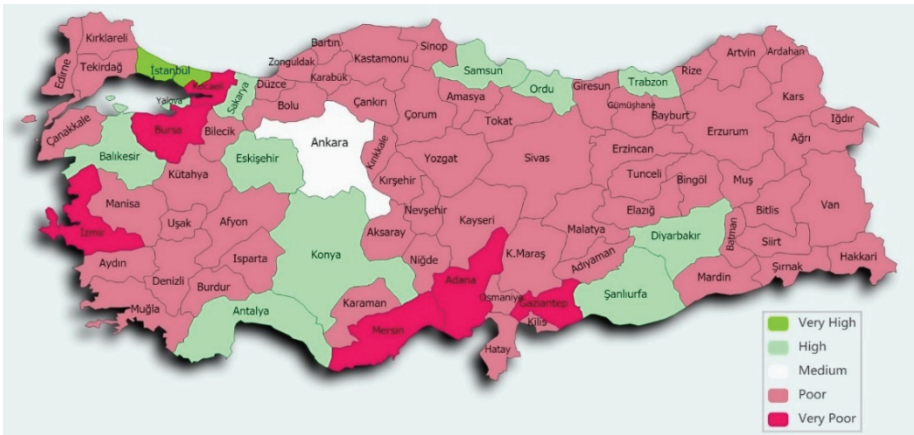 Kırklareli
Edirne
Tekirdağ
İstanbul
Kocaeli
Yalova
Sakarya
Düzce
Zonguldak
Bartın
Karabük
Kastamonu
Sinop
Samsun
Ordu
Giresun
Trabzon
Rize
Artvin
Ardahan
Kars
Iğdır
Ağrı
Çanakkale
Balıkesir
Bursa
Bilecik
Bolu
Eskişehir
Ankara
Çankırı
Kırıkkale
Çorum
Amasya
Tokat
Gümüşhane
Bayburt
Erzurum
Erzincan
Sivas
Yozgat
Kırşehir
Kütahya
Manisa
İzmir
Uşak
Afyon
Aydın
Denizli
Muğla
Burdur
Isparta
Antalya
Konya
Karaman
Aksaray
Nevşehir
Niğde
Kayseri
Mersin
Adana
Osmaniye
K.Maraş
Gaziantep
Kilis
Hatay
Malatya
Adıyaman
Şanlıurfa
Elazığ
Tunceli
Bingöl
Muş
Diyarbakır
Batman
Bitlis
Siirt
Mardin
Şırnak
Van
Hakkari
Very High
High
Medium
Poor
Very Poor